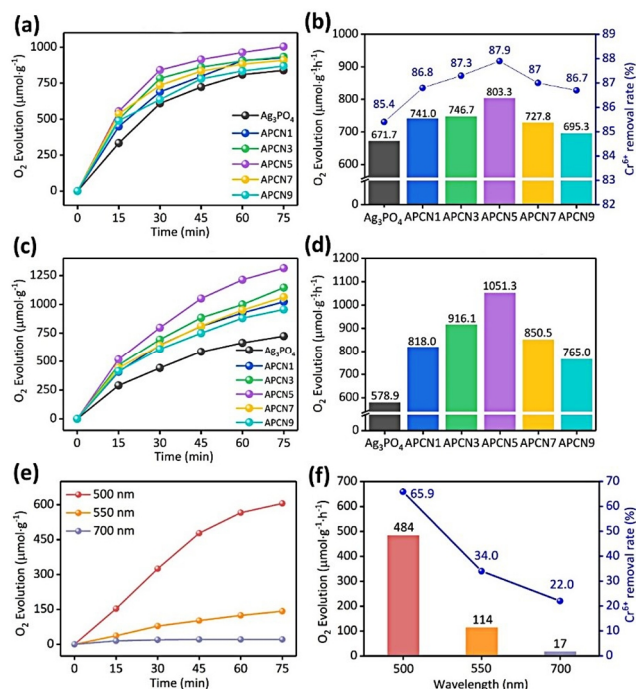 (a)
O₂ Evolution (μmol·g⁻¹)
1000
750
500
250
0
Ag₃PO₄
APCN1
APCN3
APCN5
APCN7
APCN9
0 15 30 45 60 75
Time (min)
(b)
O₂ Evolution (μmol·g⁻¹h⁻¹)
1000
900
800
700
600
0
85.4 86.8 87.3 87.9 87 86.7
671.7 741.0 746.7 803.3 727.8 695.3
Ag₃PO₄ APCN1 APCN3 APCN5 APCN7 APCN9
89
88
87
86
85
84
83
82
Cr⁶⁺ removal rate (%)
(c)
O₂ Evolution (μmol·g⁻¹)
1250
1000
750
500
250
0
Ag₃PO₄
APCN1
APCN3
APCN5
APCN7
APCN9
0 15 30 45 60 75
Time (min)
(d)
O₂ Evolution (μmol·g⁻¹h⁻¹)
1200
1100
1000
900
800
700
600
0
578.9 818.0 916.1 1051.3 850.5 765.0
Ag₃PO₄ APCN1 APCN3 APCN5 APCN7 APCN9
(e)
O₂ Evolution (μmol·g⁻¹)
600
450
300
150
0
500 nm
550 nm
700 nm
0 15 30 45 60 75
Time (min)
(f)
O₂ Evolution (μmol·g⁻¹·h⁻¹)
700
600
500
400
300
200
100
0
65.9 34.0 22.0
484 114 17
500 550 700
Wavelength (nm)
70
60
50
40
30
20
10
0
Cr⁶⁺ removal rate (%)